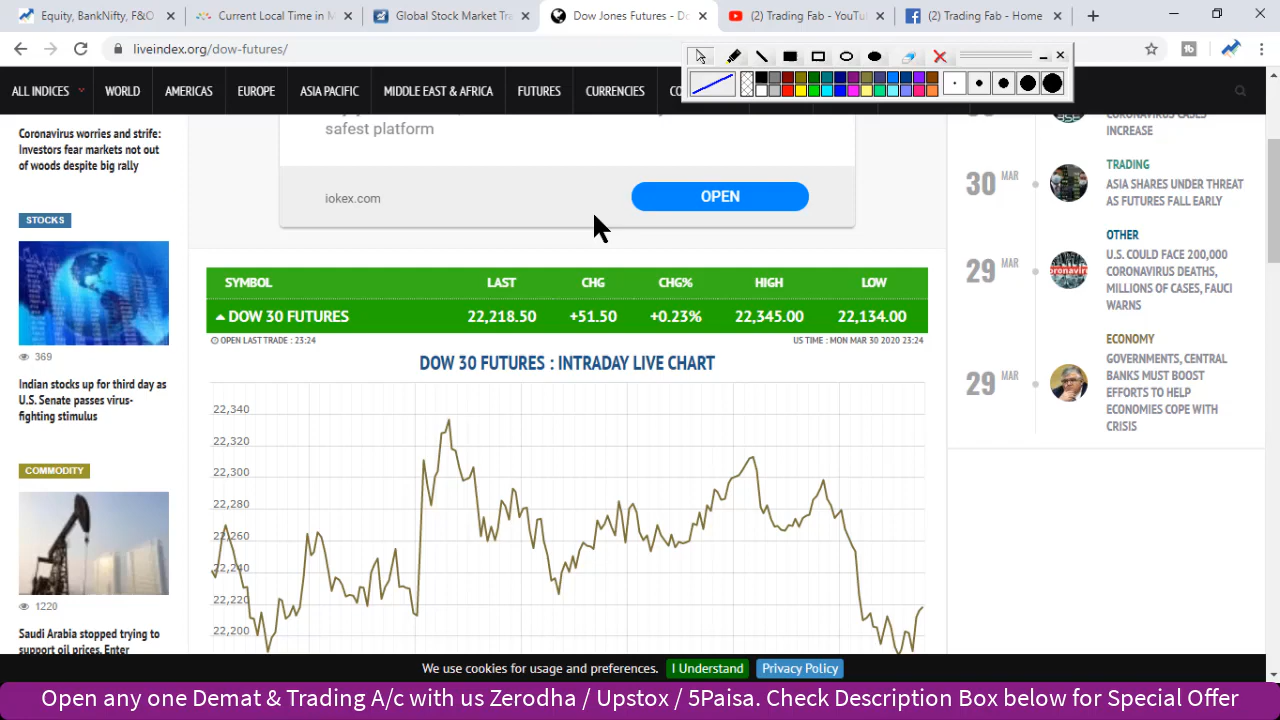 Equity, BankNifty, F&O
Current Local Time in M
Global Stock Market Tra
Dow Jones Futures - Do
(2) Trading Fab - YouTu
(2) Trading Fab - Home
liveindex.org/dow-futures/
ALL INDICES
WORLD
AMERICAS
EUROPE
ASIA PACIFIC
MIDDLE EAST & AFRICA
FUTURES
CURRENCIES
CO
Coronavirus worries and strife:
Investors fear markets not out
of woods despite big rally
STOCKS
369
Indian stocks up for third day as
U.S. Senate passes virus-
fighting stimulus
COMMODITY
1220
Saudi Arabia stopped trying to
support oil prices. Enter
safest platform
iokex.com
OPEN
SYMBOL LAST CHG CHG% HIGH LOW
DOW 30 FUTURES 22,218.50 +51.50 +0.23% 22,345.00 22,134.00
OPEN LAST TRADE : 23:24
US TIME : MON MAR 30 2020 23:24
DOW 30 FUTURES : INTRADAY LIVE CHART
22,340
22,320
22,300
22,280
22,260
22,240
22,220
22,200
INCREASE
30 MAR
TRADING
ASIA SHARES UNDER THREAT
AS FUTURES FALL EARLY
29 MAR
OTHER
U.S. COULD FACE 200,000
CORONAVIRUS DEATHS,
MILLIONS OF CASES, FAUCI
WARNS
29 MAR
ECONOMY
GOVERNMENTS, CENTRAL
BANKS MUST BOOST
EFFORTS TO HELP
ECONOMIES COPE WITH
CRISIS
We use cookies for usage and preferences.
I Understand
Privacy Policy
Open any one Demat & Trading A/c with us Zerodha / Upstox / 5Paisa. Check Description Box below for Special Offer